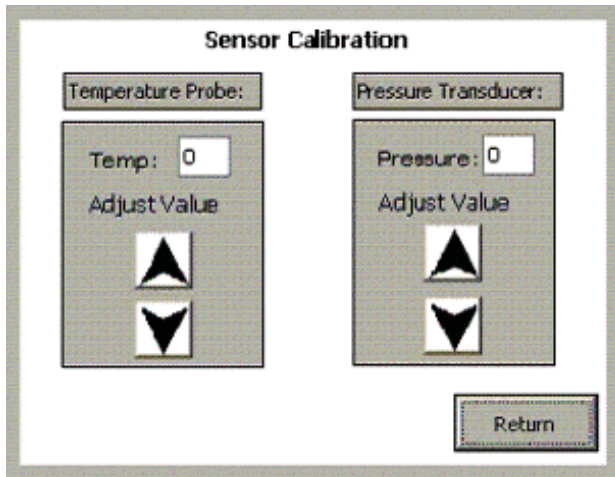 Sensor Calibration
Temperature Probe:
Pressure Transducer:
Temp: 0
Pressure: 0
Adjust Value
Adjust Value
Return